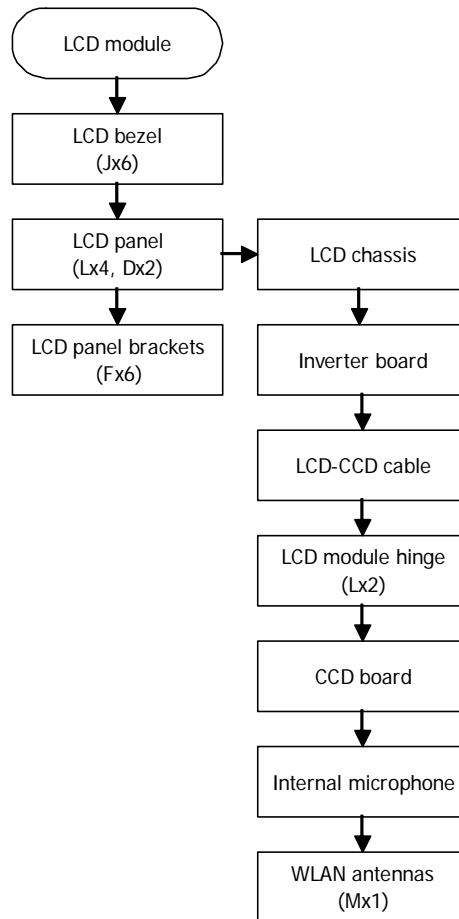 LCD module
LCD bezel
(Jx6)
LCD panel
(Lx4, Dx2)
LCD panel brackets
(Fx6)
LCD chassis
Inverter board
LCD-CCD cable
LCD module hinge
(Lx2)
CCD board
Internal microphone
WLAN antennas
(Mx1)